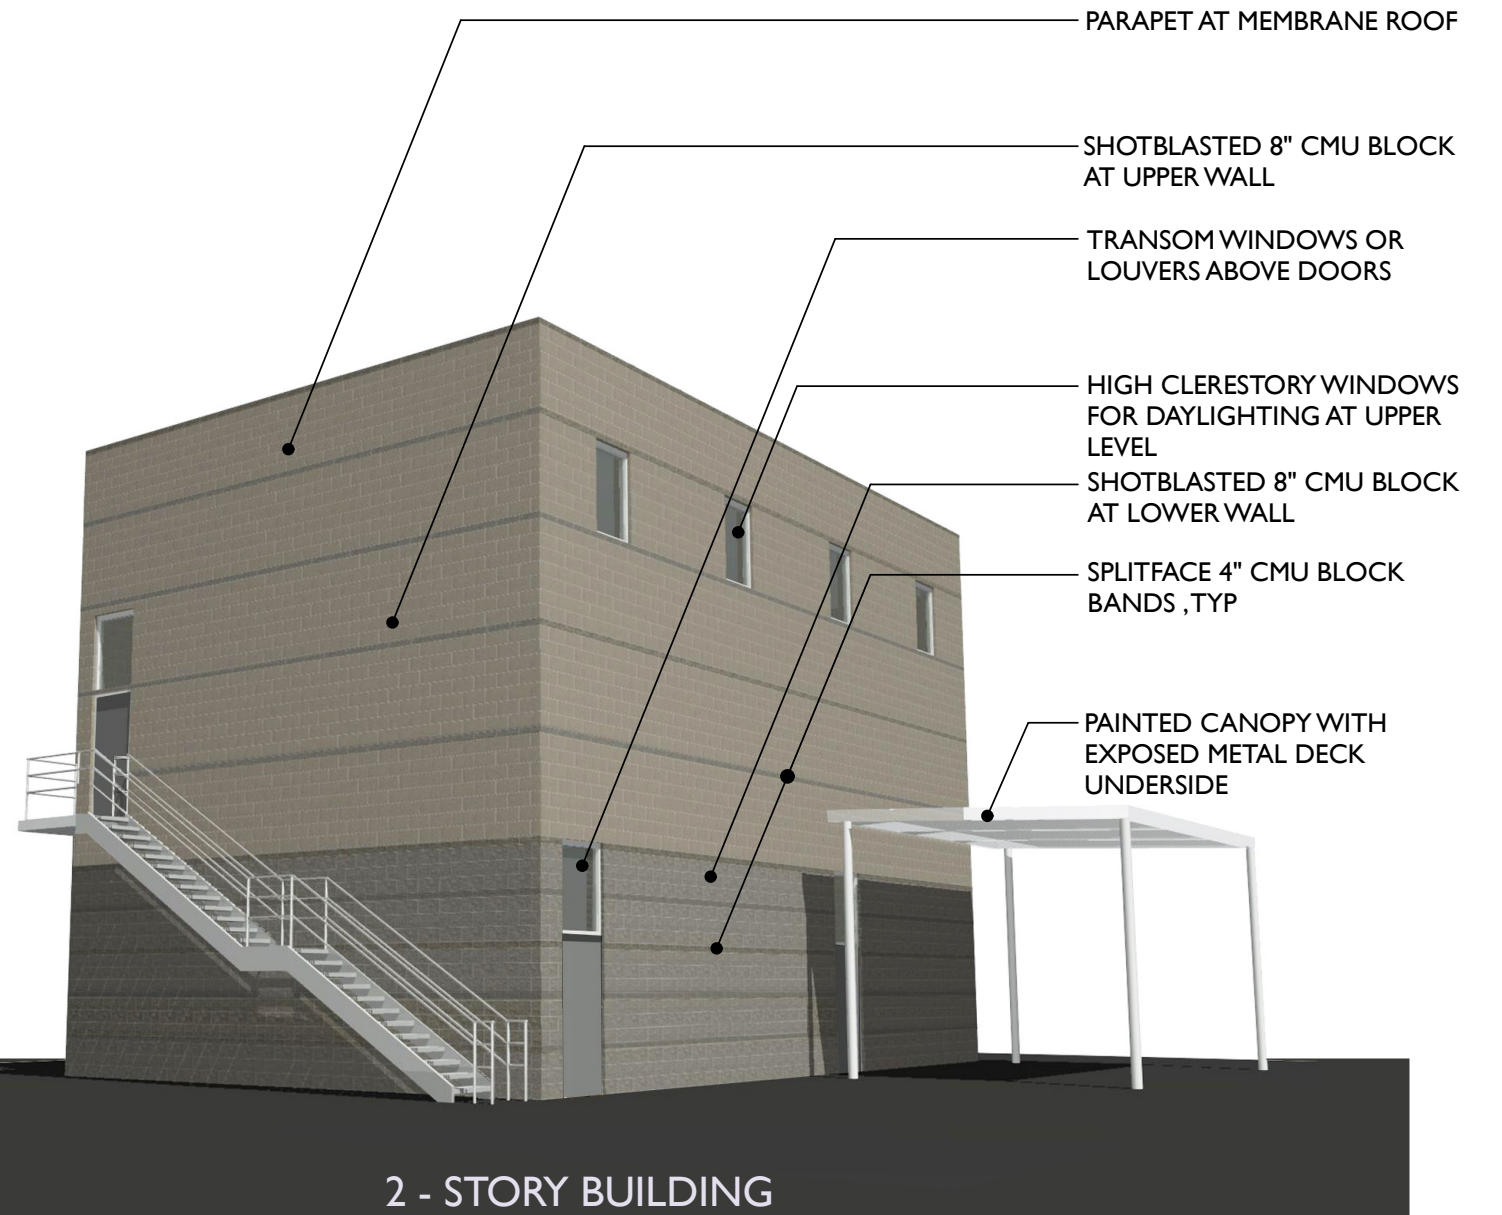 PARAPET AT MEMBRANE ROOF
SHOTBLASTED 8" CMU BLOCK
AT UPPER WALL
TRANSOM WINDOWS OR
LOUVERS ABOVE DOORS
HIGH CLERESTORY WINDOWS
FOR DAYLIGHTING AT UPPER
LEVEL
SHOTBLASTED 8" CMU BLOCK
AT LOWER WALL
SPLITFACE 4" CMU BLOCK
BANDS , TYP
PAINTED CANOPY WITH
EXPOSED METAL DECK
UNDERSIDE
2 - STORY BUILDING